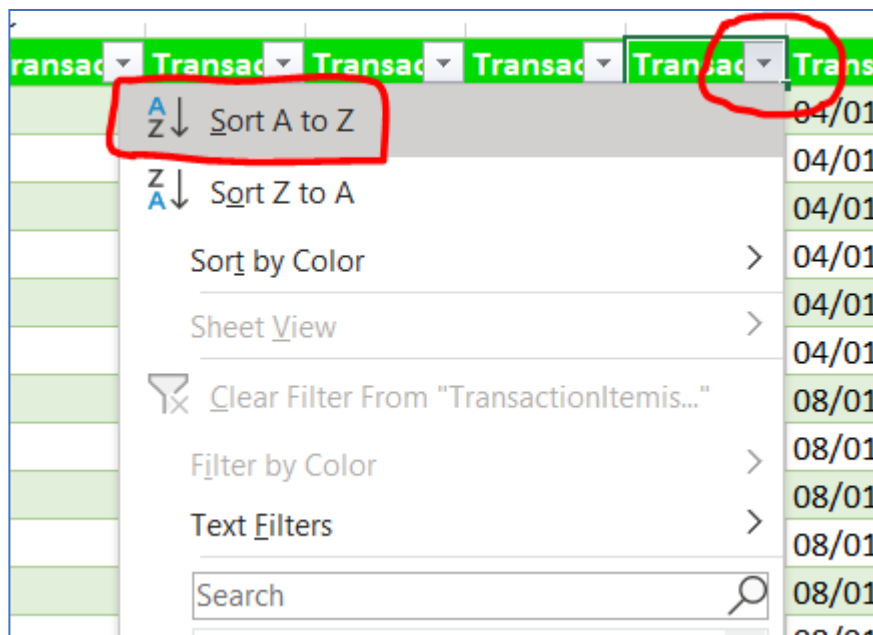 ransac Transac Transac Transac Transac Trans
Sort A to Z
04/01
04/01
Sort Z to A
04/01
Sort by Color
04/01
04/01
Sheet View
04/01
Clear Filter From "TransactionItemis..."
08/01
Filter by Color
08/01
08/01
Text Filters
08/01
Search
08/01